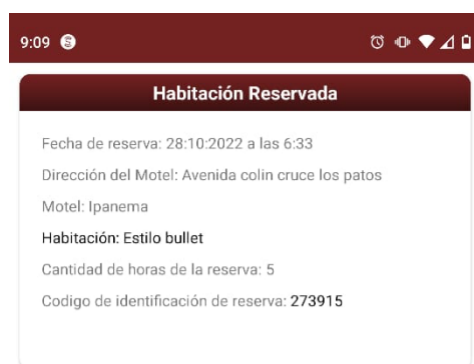 9:09
Habitación Reservada
Fecha de reserva: 28:10:2022 a las 6:33
Dirección del Motel: Avenida colin cruce los patos
Motel: Ipanema
Habitación: Estilo bullet
Cantidad de horas de la reserva: 5
Codigo de identificación de reserva: 273915